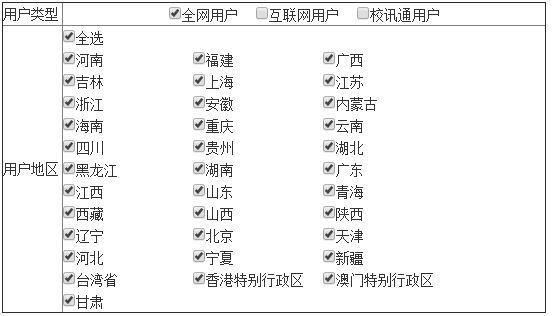 用户类型 全网用户 互联网用户 校讯通用户
全选
河南 福建 广西
吉林 上海 江苏
浙江 安徽 内蒙古
海南 重庆 云南
四川 贵州 湖北
用户地区 黑龙江 湖南 广东
江西 山东 青海
西藏 山西 陕西
辽宁 北京 天津
河北 宁夏 新疆
台湾省 香港特别行政区 澳门特别行政区
甘肃